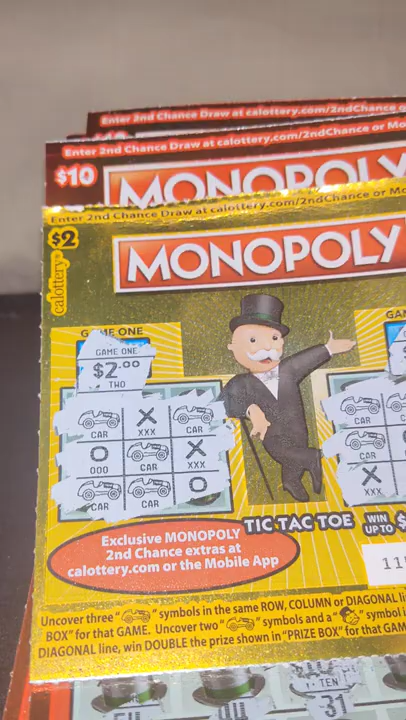 Enter 2nd Chance Draw at calottery.com/2ndChance
Enter 2nd Chance Draw at calottery.com/2ndChance or Mo
$10
MONOPOLY
Enter 2nd Chance Draw at calottery.com/2ndChance or Mo
$2
calottery
MONOPOLY
GAME ONE
GAME ONE
$2.00
TWO
CAR XXX CAR
X
O X
OOO CAR XXX
O
CAR CAR
CAR
CAR
X
XXX
TIC TAC TOE
WIN UP TO $
Exclusive MONOPOLY
2nd Chance extras at
calottery.com or the Mobile App
11
Uncover three " " symbols in the same ROW, COLUMN or DIAGONAL li
BOX" for that GAME. Uncover two " " symbols and a " " symbol i
DIAGONAL line, win DOUBLE the prize shown in "PRIZE BOX" for that GAM
TEN
31